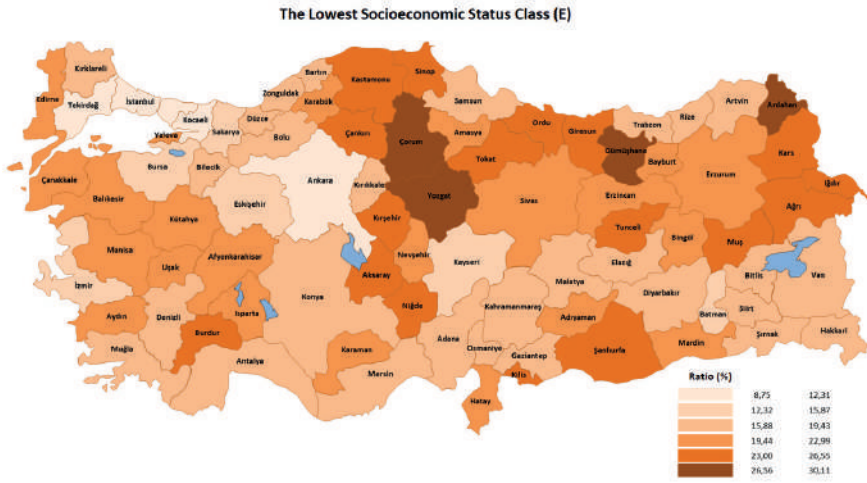 The Lowest Socioeconomic Status Class (E)
Kırklareli
Edirne
Tekirdağ
İstanbul
Kocaeli
Yalova
Sakarya
Düzce
Zonguldak
Bartın
Karabük
Kastamonu
Sinop
Samsun
Bolu
Çankırı
Çorum
Amasya
Tokat
Ordu
Giresun
Gümüşhane
Trabzon
Rize
Artvin
Ardahan
Kars
Iğdır
Ağrı
Bayburt
Erzurum
Erzincan
Çanakkale
Balıkesir
Bursa
Bilecik
Eskişehir
Ankara
Kırıkkale
Yozgat
Sivas
Kütahya
Kırşehir
Tunceli
Bingöl
Muş
Manisa
Uşak
Afyonkarahisar
Nevşehir
Kayseri
Elazığ
Bitlis
Van
İzmir
Aksaray
Malatya
Diyarbakır
Batman
Siirt
Aydın
Denizli
Isparta
Konya
Niğde
Kahramanmaraş
Adıyaman
Şırnak
Hakkari
Muğla
Burdur
Antalya
Karaman
Mersin
Adana
Osmaniye
Gaziantep
Kilis
Şanlıurfa
Mardin
Hatay
Ratio (%)
8,75 12,31
12,32 15,87
15,88 19,43
19,44 22,99
23,00 26,55
26,56 30,11